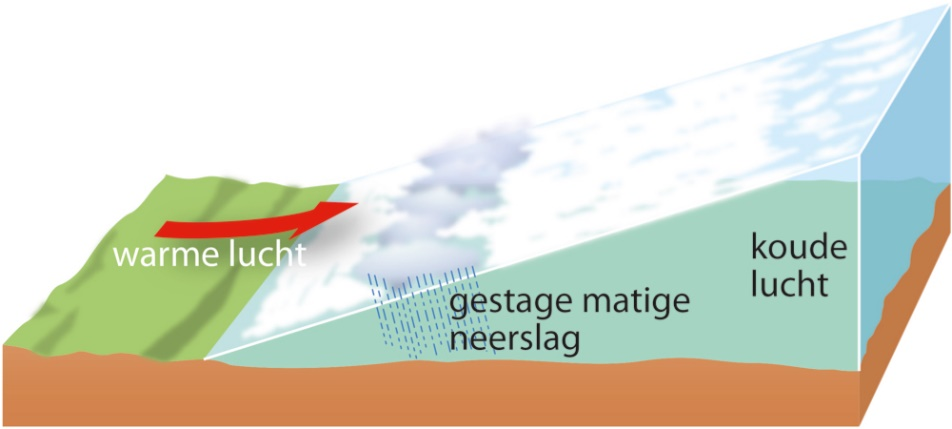 warme lucht
gestage matige
neerslag
koude
lucht